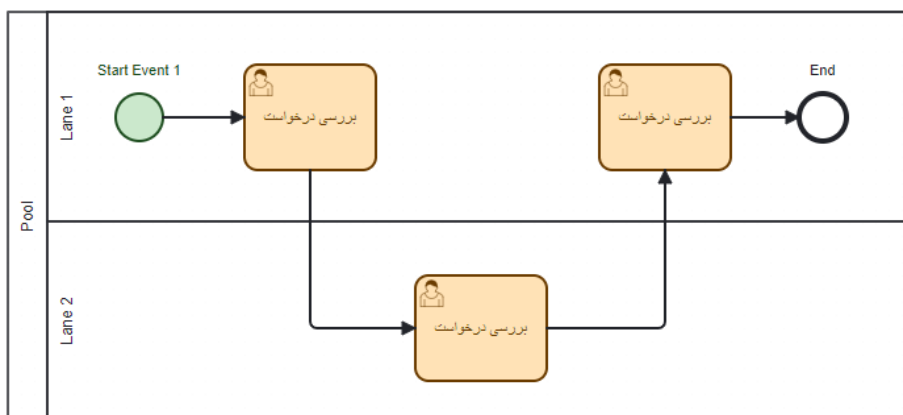 Pool
Lane 1
Start Event 1
بررسی درخواست
بررسی درخواست
End
Lane 2
بررسی درخواست